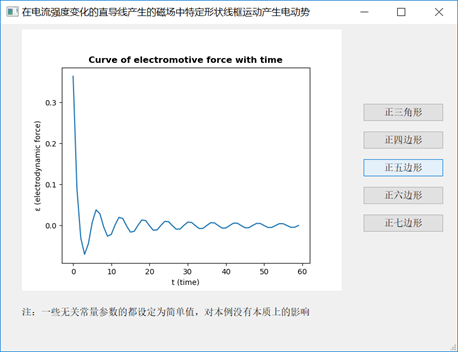 在电流强度变化的直导线产生的磁场中特定形状线框运动产生电动势
Curve of electromotive force with time
0.3
0.2
0.1
0.0
ε (electrodynamic force)
0
10
20
30
40
50
60
t (time)
正三角形
正四边形
正五边形
正六边形
正七边形
注：一些无关常量参数的都设定为简单值，对本例没有本质上的影响